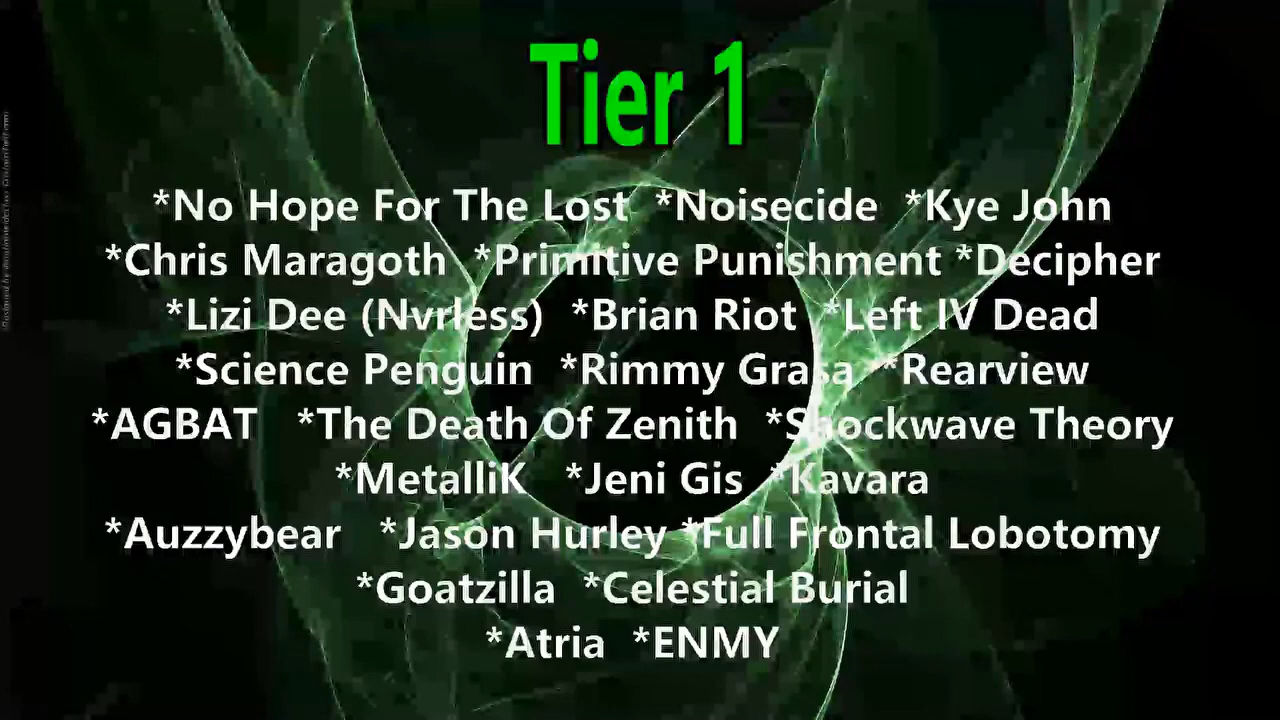 Tier 1
*No Hope For The Lost *Noisecide *Kye John
*Chris Maragoth *Primitive Punishment *Decipher
*Lizi Dee (Nvrless) *Brian Riot *Left IV Dead
*Science Penguin *Rimmy Grasa *Rearview
*AGBAT *The Death Of Zenith *Shockwave Theory
*MetalliK *Jeni Gis *Kavara
*Auzzybear *Jason Hurley *Full Frontal Lobotomy
*Goatzilla *Celestial Burial
*Atria *ENMY